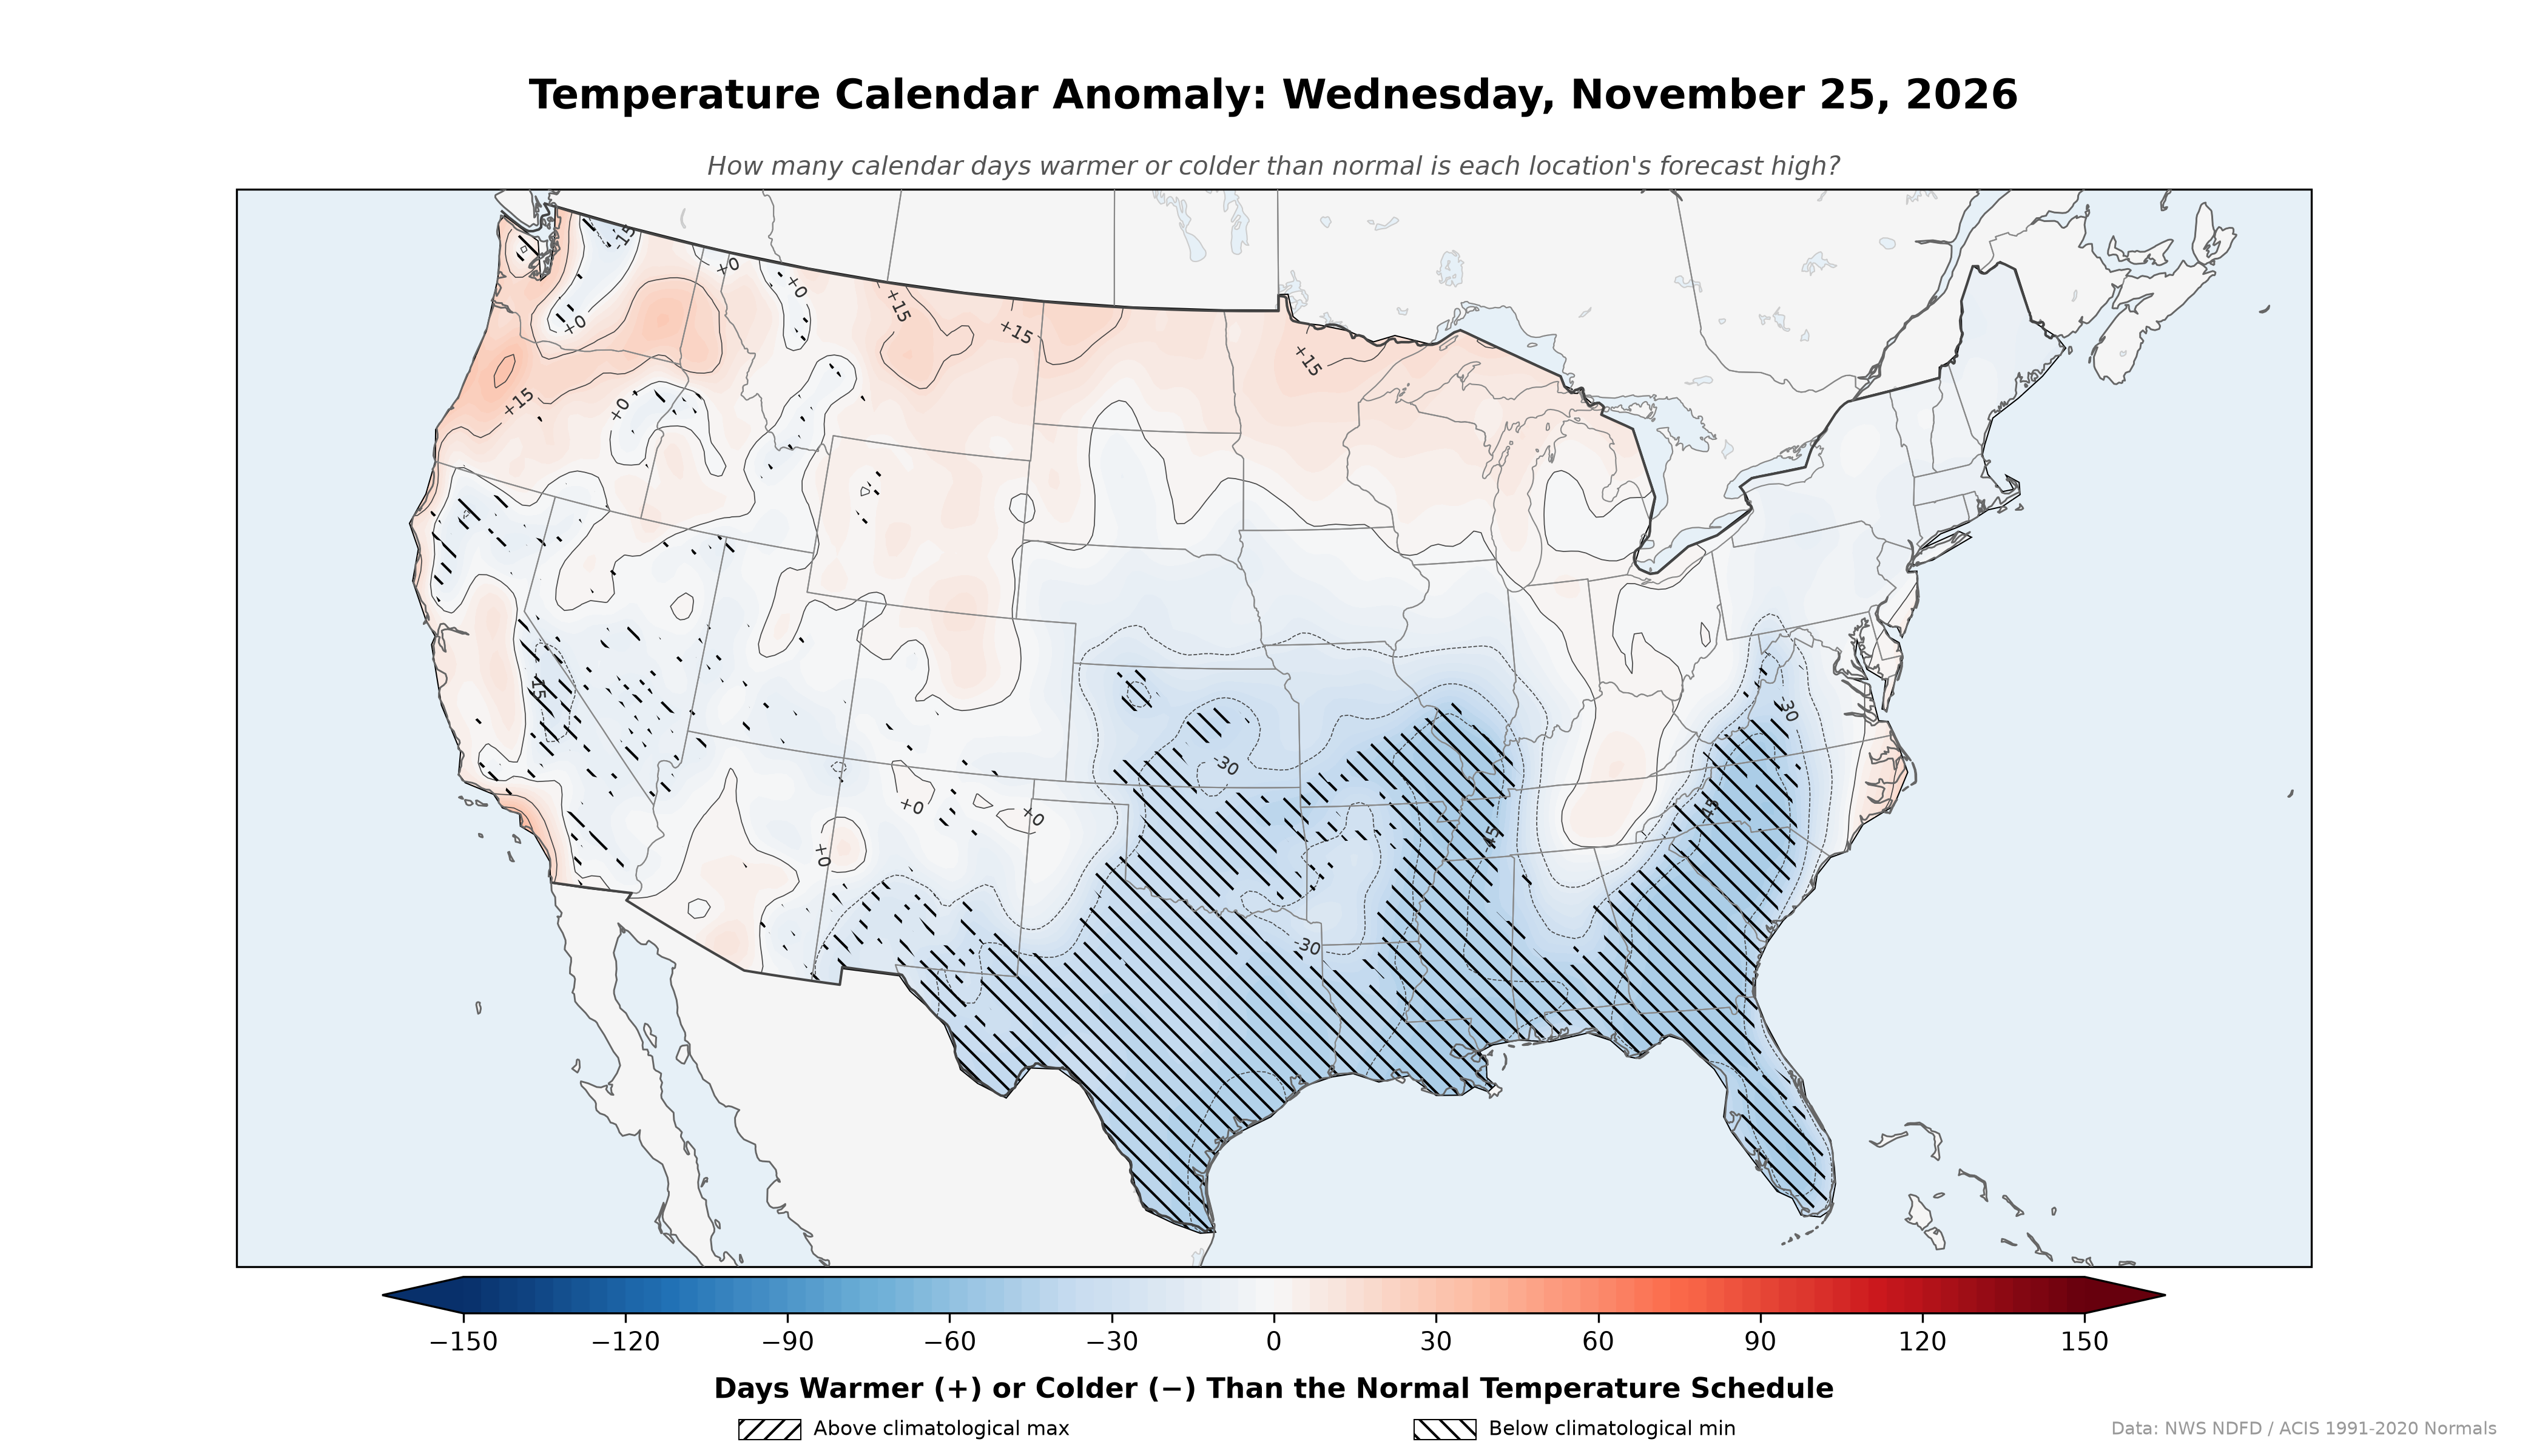 Temperature Calendar Anomaly: Wednesday, November 25, 2026
How many calendar days warmer or colder than normal is each location's forecast high?
-15
+0
+0
+0
+15
+15
+15
+15
+0
-15
-30
-30
+0
+0
+0
-45
-45
-30
−150 −120 −90 −60 −30 0 30 60 90 120 150
Days Warmer (+) or Colder (−) Than the Normal Temperature Schedule
Above climatological max
Below climatological min
Data: NWS NDFD / ACIS 1991-2020 Normals